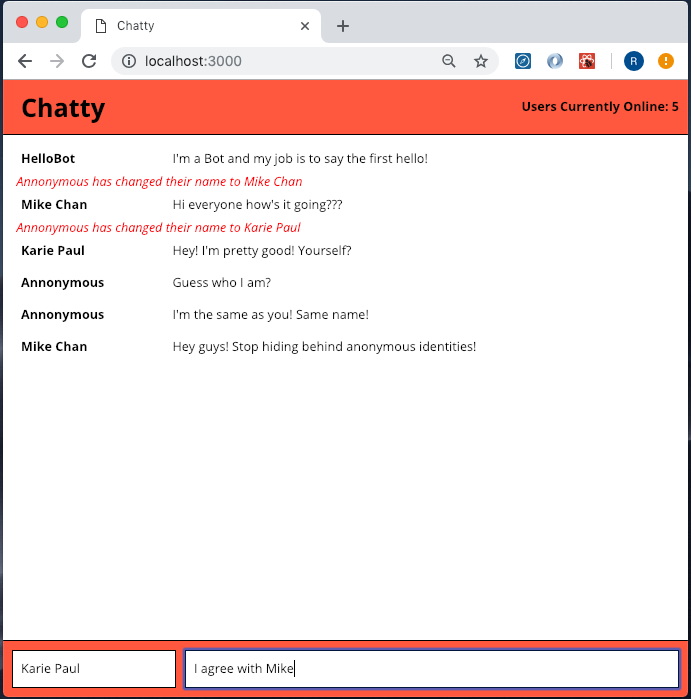 Chatty
localhost:3000
R
Chatty
Users Currently Online: 5
HelloBot I'm a Bot and my job is to say the first hello!
Anonymous has changed their name to Mike Chan
Mike Chan Hi everyone how's it going???
Anonymous has changed their name to Karie Paul
Karie Paul Hey! I'm pretty good! Yourself?
Annonymous Guess who I am?
Annonymous I'm the same as you! Same name!
Mike Chan Hey guys! Stop hiding behind anonymous identities!
Karie Paul I agree with Mike